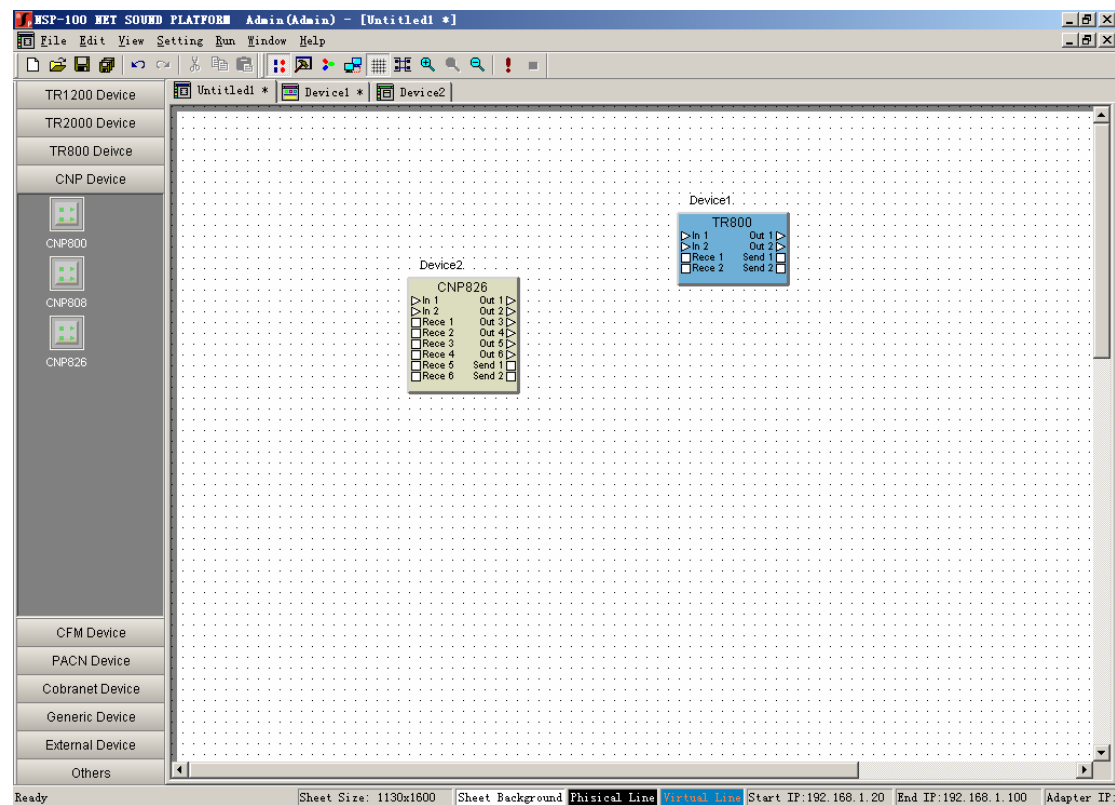 NSP-100 NET SOUND PLATFORM Admin(Admin) - [Untitled1 *]
File Edit View Setting Run Window Help
Untitled1 * Device1 * Device2
TR1200 Device
TR2000 Device
TR800 Deivce
CNP Device
CNP800
CNP808
CNP826
CFM Device
PACN Device
Cobranet Device
Generic Device
External Device
Others
Device1
TR800
In 1 Out 1
In 2 Out 2
Rece 1 Send 1
Rece 2 Send 2
Device2
CNP826
In 1 Out 1
In 2 Out 2
Rece 1 Out 3
Rece 2 Out 4
Rece 3 Out 5
Rece 4 Out 6
Rece 5 Send 1
Rece 6 Send 2
Ready Sheet Size: 1130x1600 Sheet Background Phisical Line Virtual Line Start IP:192.168.1.20 End IP:192.168.1.100 Adapter IP